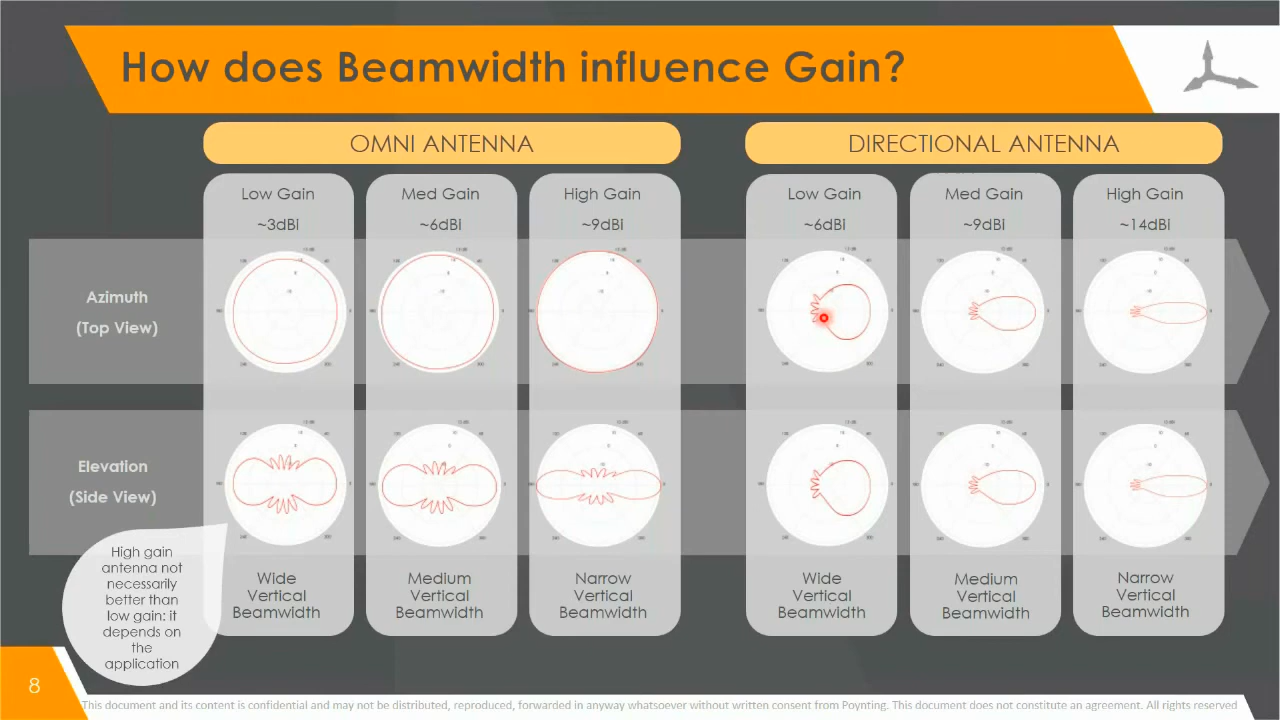 How does Beamwidth influence Gain?
OMNI ANTENNA
DIRECTIONAL ANTENNA
Low Gain
~3dBi
Med Gain
~6dBi
High Gain
~9dBi
Low Gain
~6dBi
Med Gain
~9dBi
High Gain
~14dBi
Azimuth
(Top View)
Elevation
(Side View)
Wide
Vertical
Beamwidth
Medium
Vertical
Beamwidth
Narrow
Vertical
Beamwidth
Wide
Vertical
Beamwidth
Medium
Vertical
Beamwidth
Narrow
Vertical
Beamwidth
High gain
antenna not
necessarily
better than
low gain: it
depends on
the
application
8
This document and its content is confidential and may not be distributed, reproduced, forwarded in anyway whatsoever without written consent from Poynting. This document does not constitute an agreement. All rights reserved